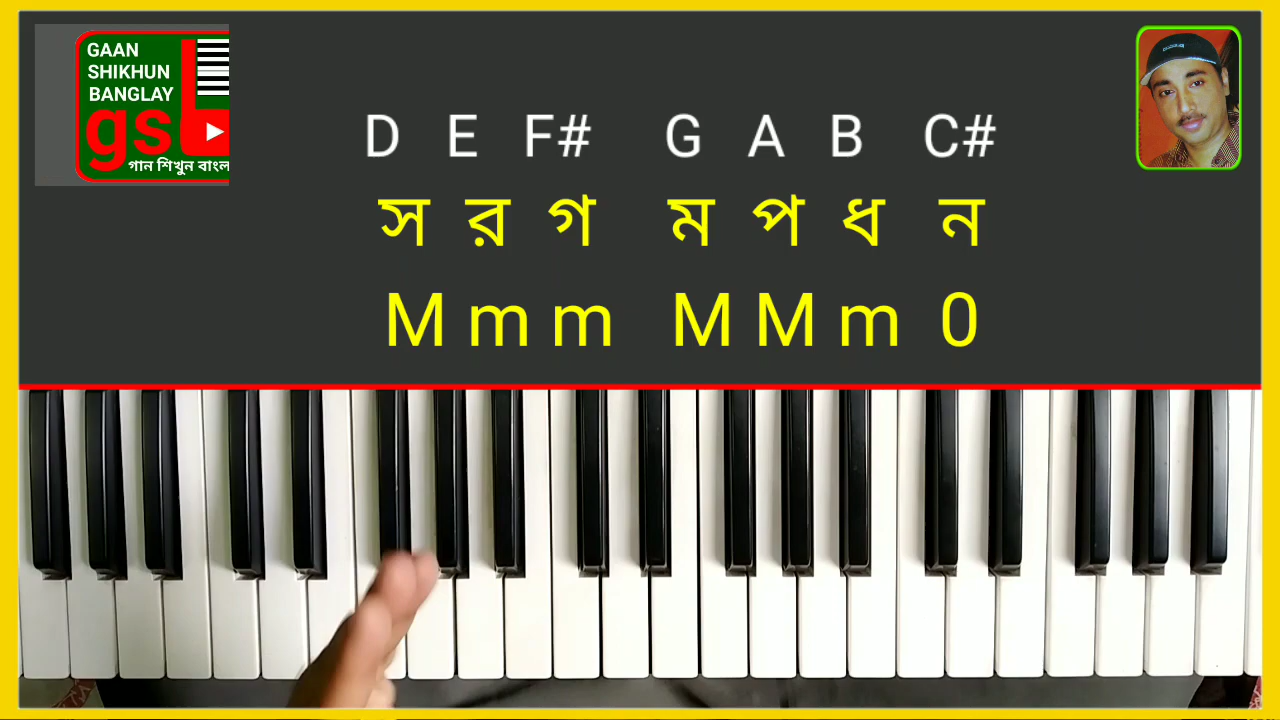 GAAN
SHIKHUN
BANGLAY
gs
গান শিখুন বাংল
D E F# G A B C#
স র গ ম প ধ ন
M m m M M m 0